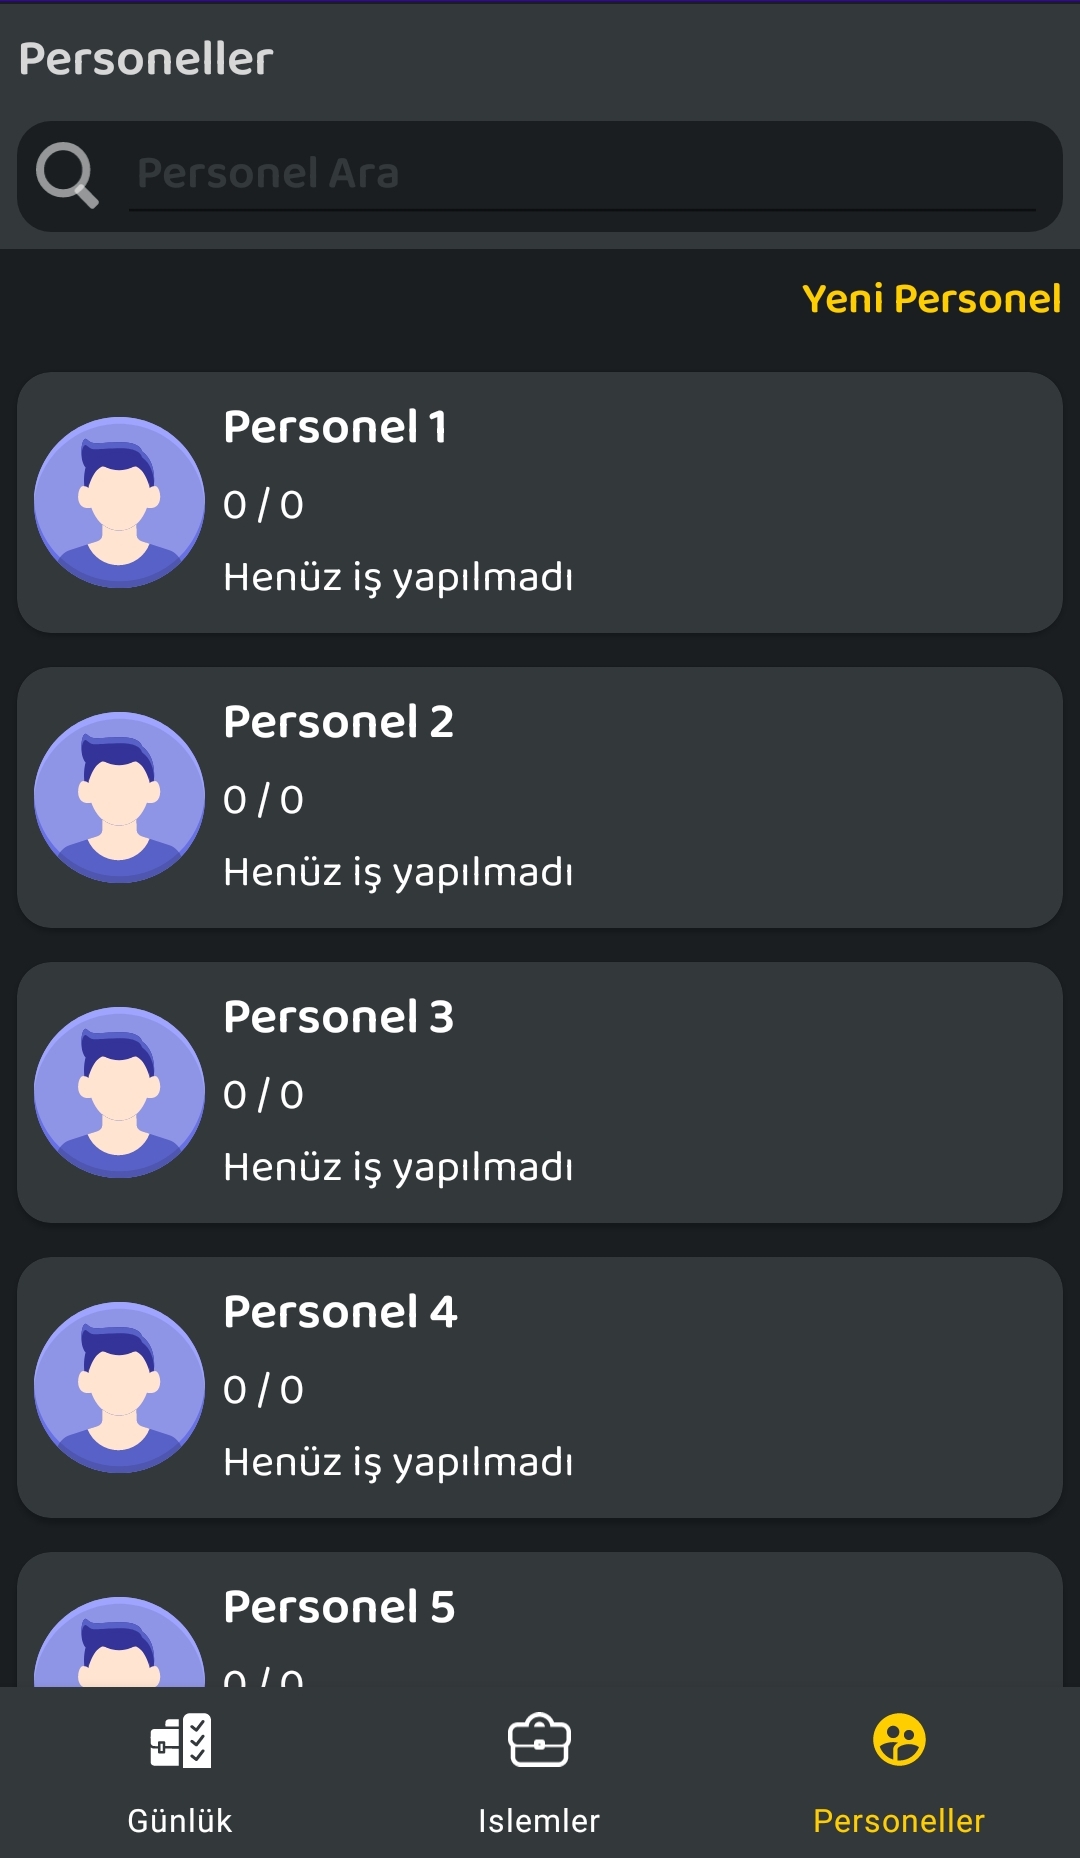 Personeller
Personel Ara
Yeni Personel
Personel 1
0 / 0
Henüz iş yapılmadı
Personel 2
0 / 0
Henüz iş yapılmadı
Personel 3
0 / 0
Henüz iş yapılmadı
Personel 4
0 / 0
Henüz iş yapılmadı
Personel 5
0 / 0
Günlük
Islemler
Personeller